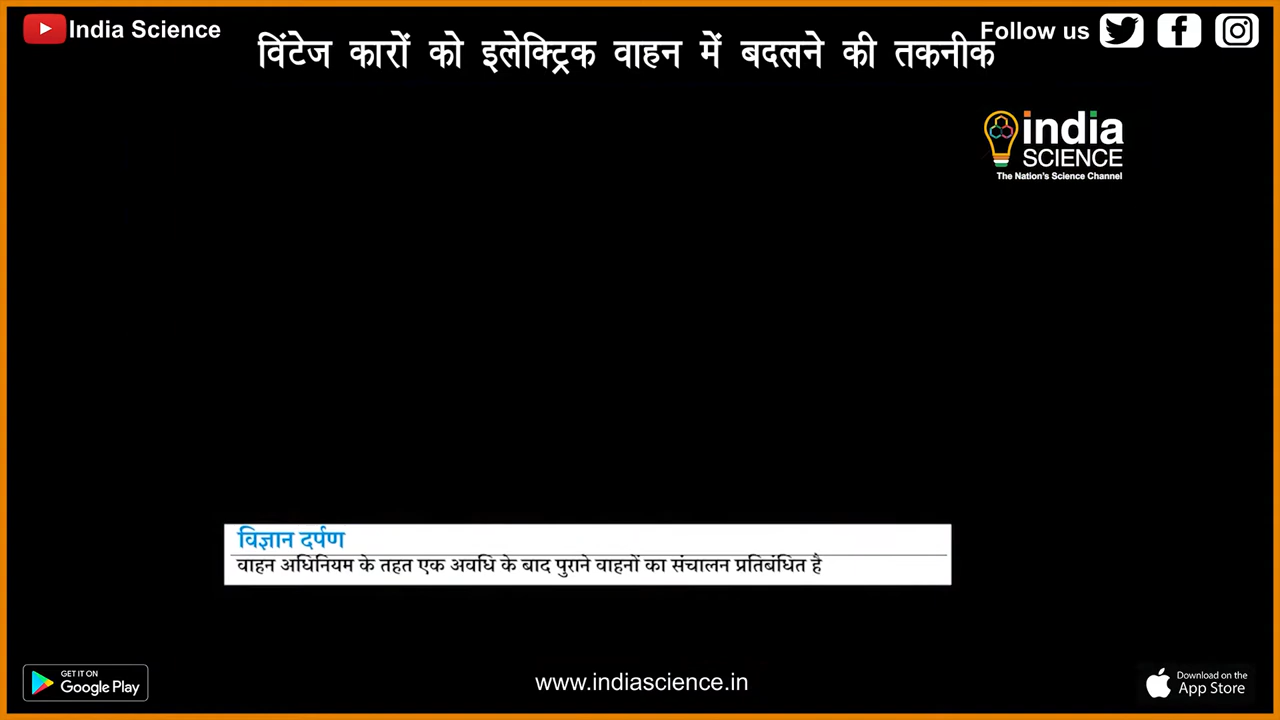 India Science
Follow us
विंटेज कारों को इलेक्ट्रिक वाहन में बदलने की तकनीक
india
SCIENCE
The Nation's Science Channel
विज्ञान दर्पण
वाहन अधिनियम के तहत एक अवधि के बाद पुराने वाहनों का संचालन प्रतिबंधित है
GET IT ON
Google Play
www.indiascience.in
Download on the
App Store